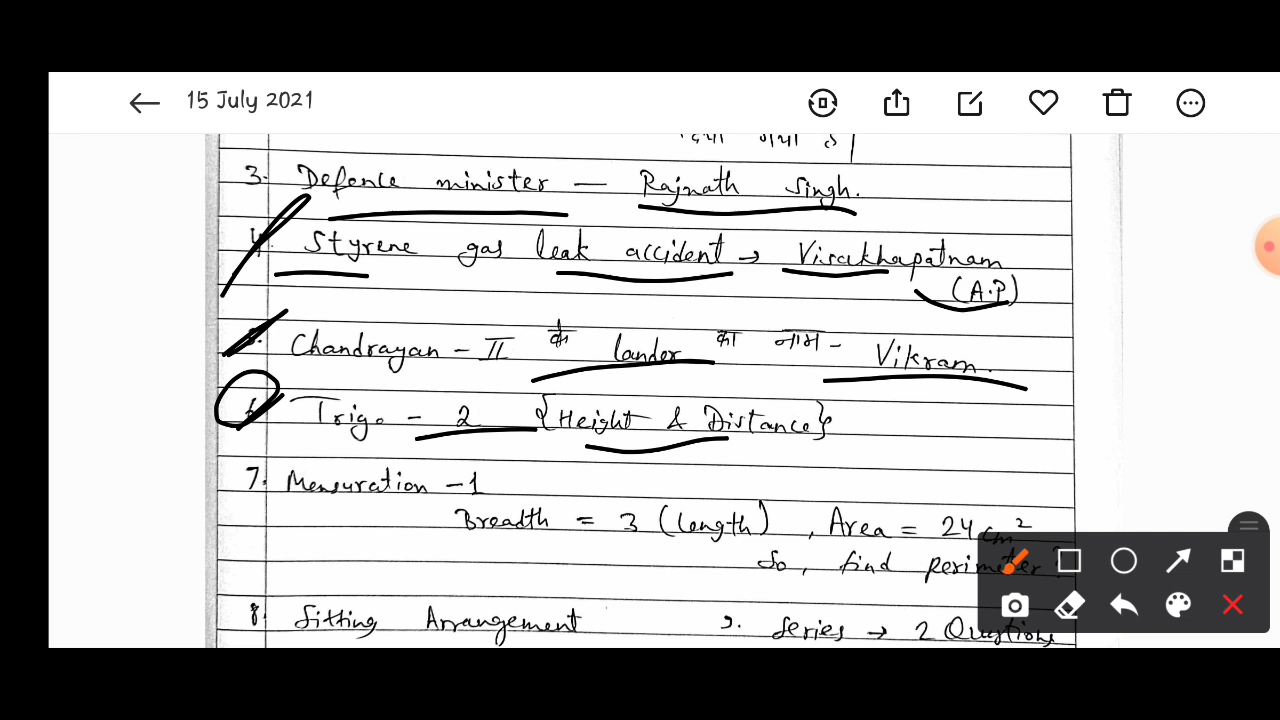 15 July 2021
दिया गया है।
3. Defence minister — Rajnath Singh.
4. Styrene gas leak accident → Visakhapatnam
(A.P)
5. Chandrayan - II के lander का नाम - Vikram.
6. Trigo - 2 {Height & Distance}
7. Mensuration - 1
Breadth = 3 (length), Area = 24 cm²
So, find perimeter?
8. Sitting Arrangement 9. Series → 2 Questions